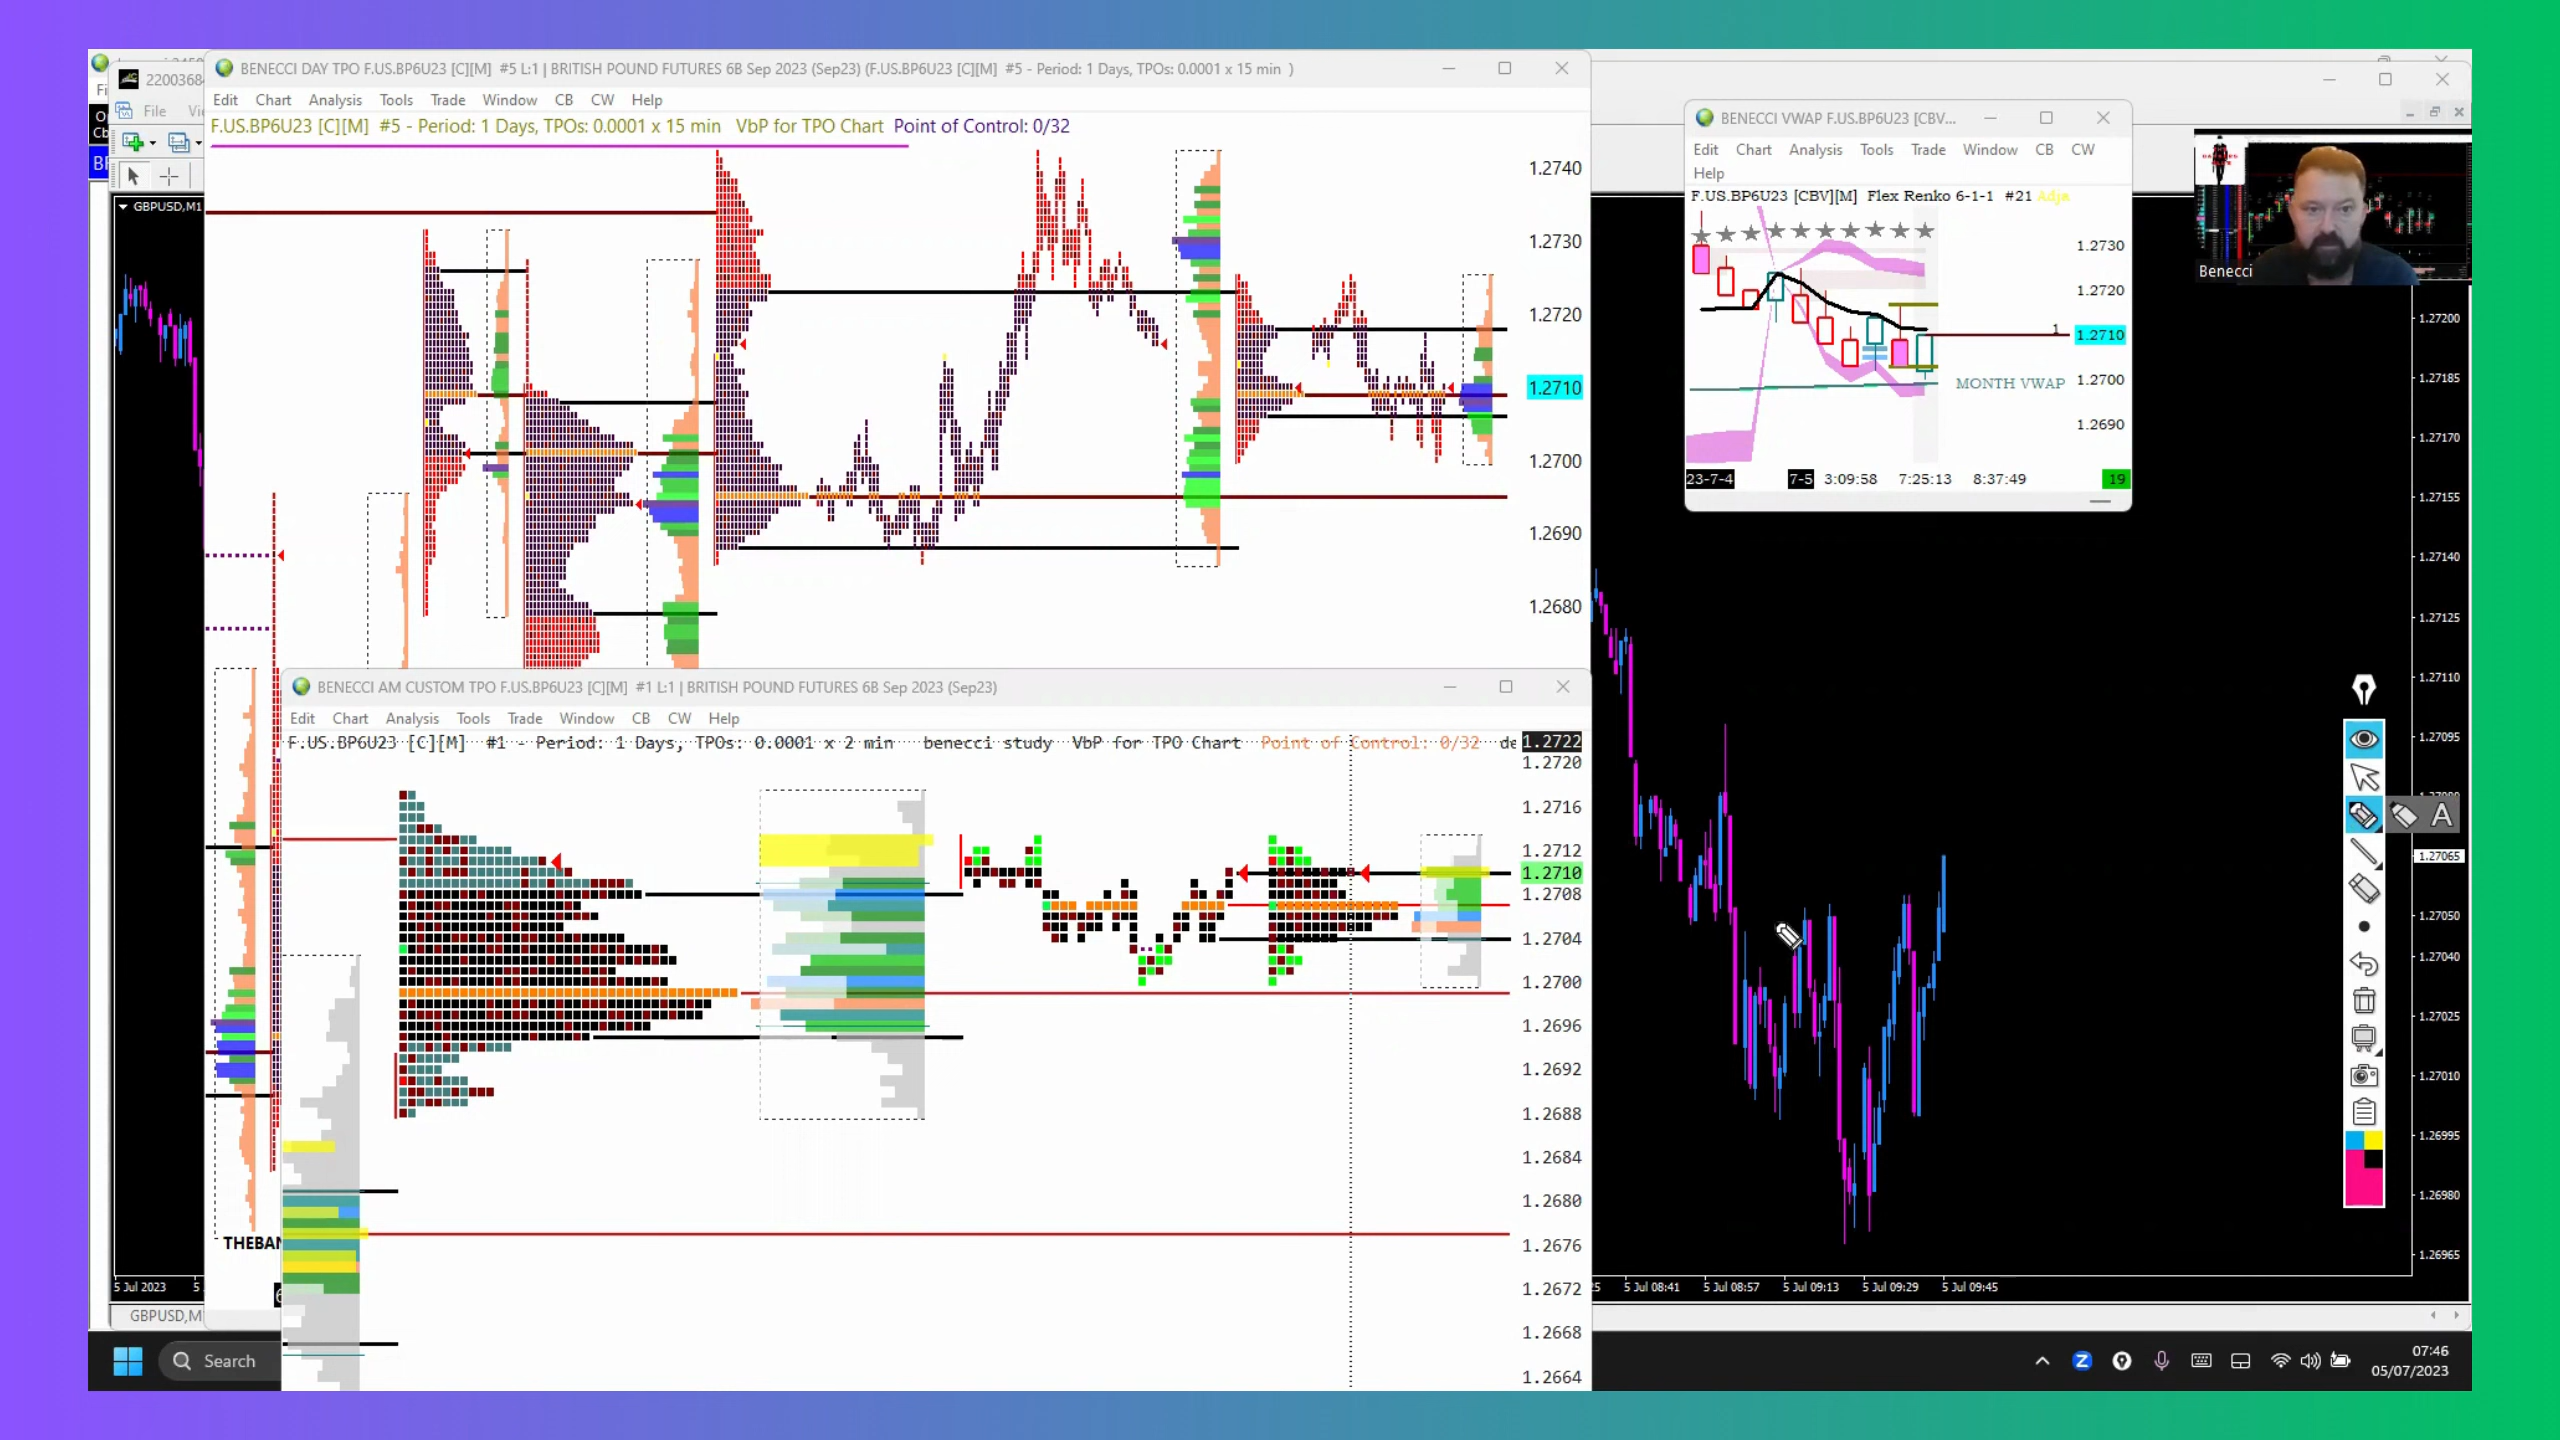 220036
File
Vi
GBPUSD,M1
BENECCI DAY TPO F.US.BP6U23 [C][M] #5 L:1 | BRITISH POUND FUTURES 6B Sep 2023 (Sep23) (F.US.BP6U23 [C][M] #5 - Period: 1 Days, TPOs: 0.0001 x 15 min )
Edit Chart Analysis Tools Trade Window CB CW Help
F.US.BP6U23 [C][M] #5 - Period: 1 Days, TPOs: 0.0001 x 15 min VbP for TPO Chart Point of Control: 0/32
1.2740
1.2730
1.2720
1.2710
1.2700
1.2690
1.2680
THEBAN
BENECCI AM CUSTOM TPO F.US.BP6U23 [C][M] #1 L:1 | BRITISH POUND FUTURES 6B Sep 2023 (Sep23)
Edit Chart Analysis Tools Trade Window CB CW Help
F.US.BP6U23 [C][M] #1 - Period: 1 Days, TPOs: 0.0001 x 2 min benecci study VbP for TPO Chart Point of Control: 0/32 de
1.2722
1.2720
1.2716
1.2712
1.2710
1.2708
1.2704
1.2700
1.2696
1.2692
1.2688
1.2684
1.2680
1.2676
1.2672
1.2668
1.2664
BENECCI VWAP F.US.BP6U23 [CBV...
Edit Chart Analysis Tools Trade Window CB CW
Help
F.US.BP6U23 [CBV][M] Flex Renko 6-1-1 #21 Adja
1.2730
1.2720
1
1.2710
MONTH VWAP
1.2700
1.2690
23-7-4 7-5 3:09:58 7:25:13 8:37:49 19
Benecci
1.27200
1.27185
1.27170
1.27155
1.27140
1.27125
1.27110
1.27095
A
1.27065
1.27050
1.27040
1.27025
1.27010
1.26995
1.26980
1.26965
5 Jul 2023 5
5 Jul 08:41 5 Jul 08:57 5 Jul 09:13 5 Jul 09:29 5 Jul 09:45
GBPUSD,M
Search
07:46
05/07/2023